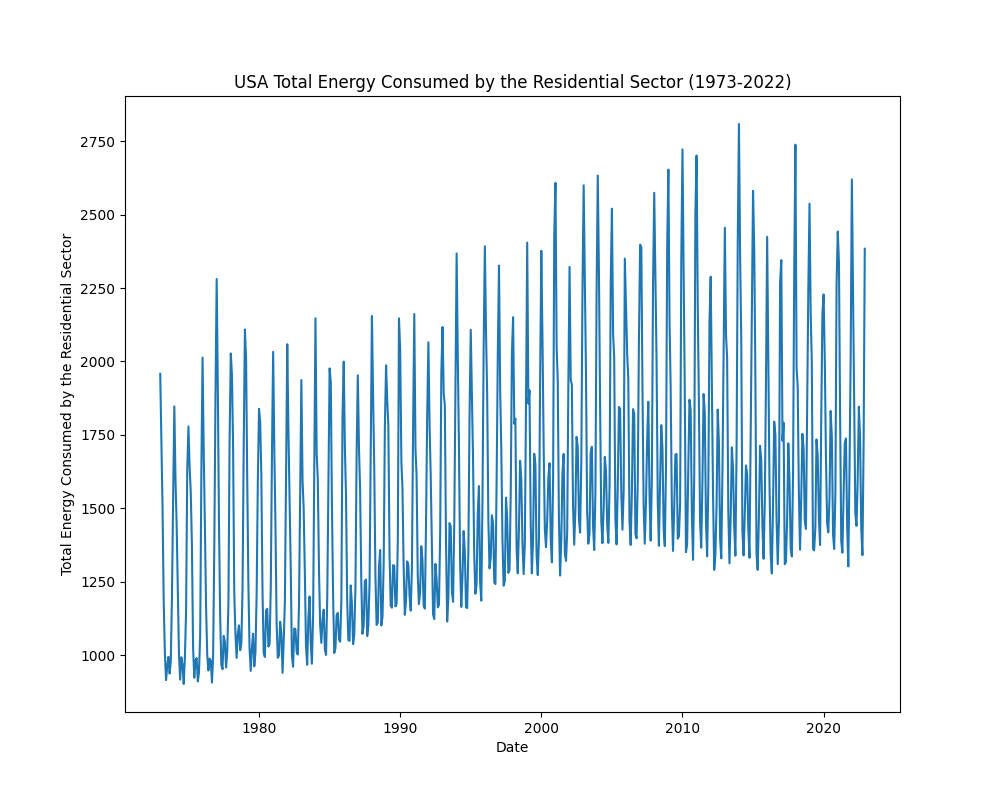 USA Total Energy Consumed by the Residential Sector (1973-2022)
Total Energy Consumed by the Residential Sector
2750
2500
2250
2000
1750
1500
1250
1000
1980 1990 2000 2010 2020
Date